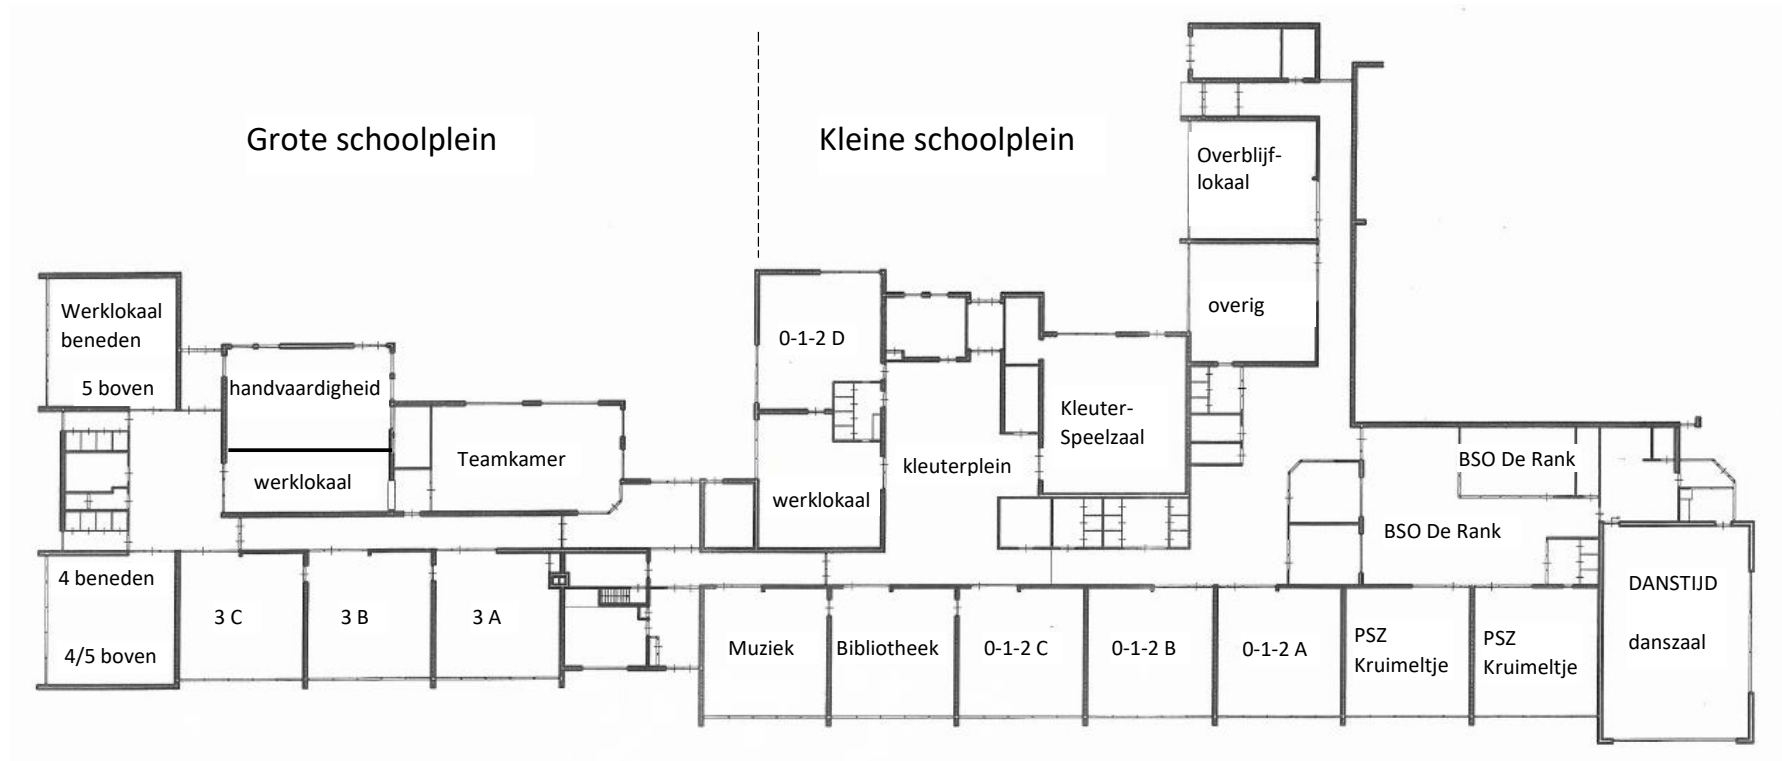 Grote schoolplein
Kleine schoolplein
Overblijf-
lokaal
overig
Werklokaal
beneden
5 boven
handvaardigheid
werklokaal
Teamkamer
0-1-2 D
werklokaal
kleuterplein
Kleuter-
Speelzaal
BSO De Rank
BSO De Rank
4 beneden
4/5 boven
3 C
3 B
3 A
Muziek
Bibliotheek
0-1-2 C
0-1-2 B
0-1-2 A
PSZ
Kruimeltje
PSZ
Kruimeltje
DANSTIJD
danszaal